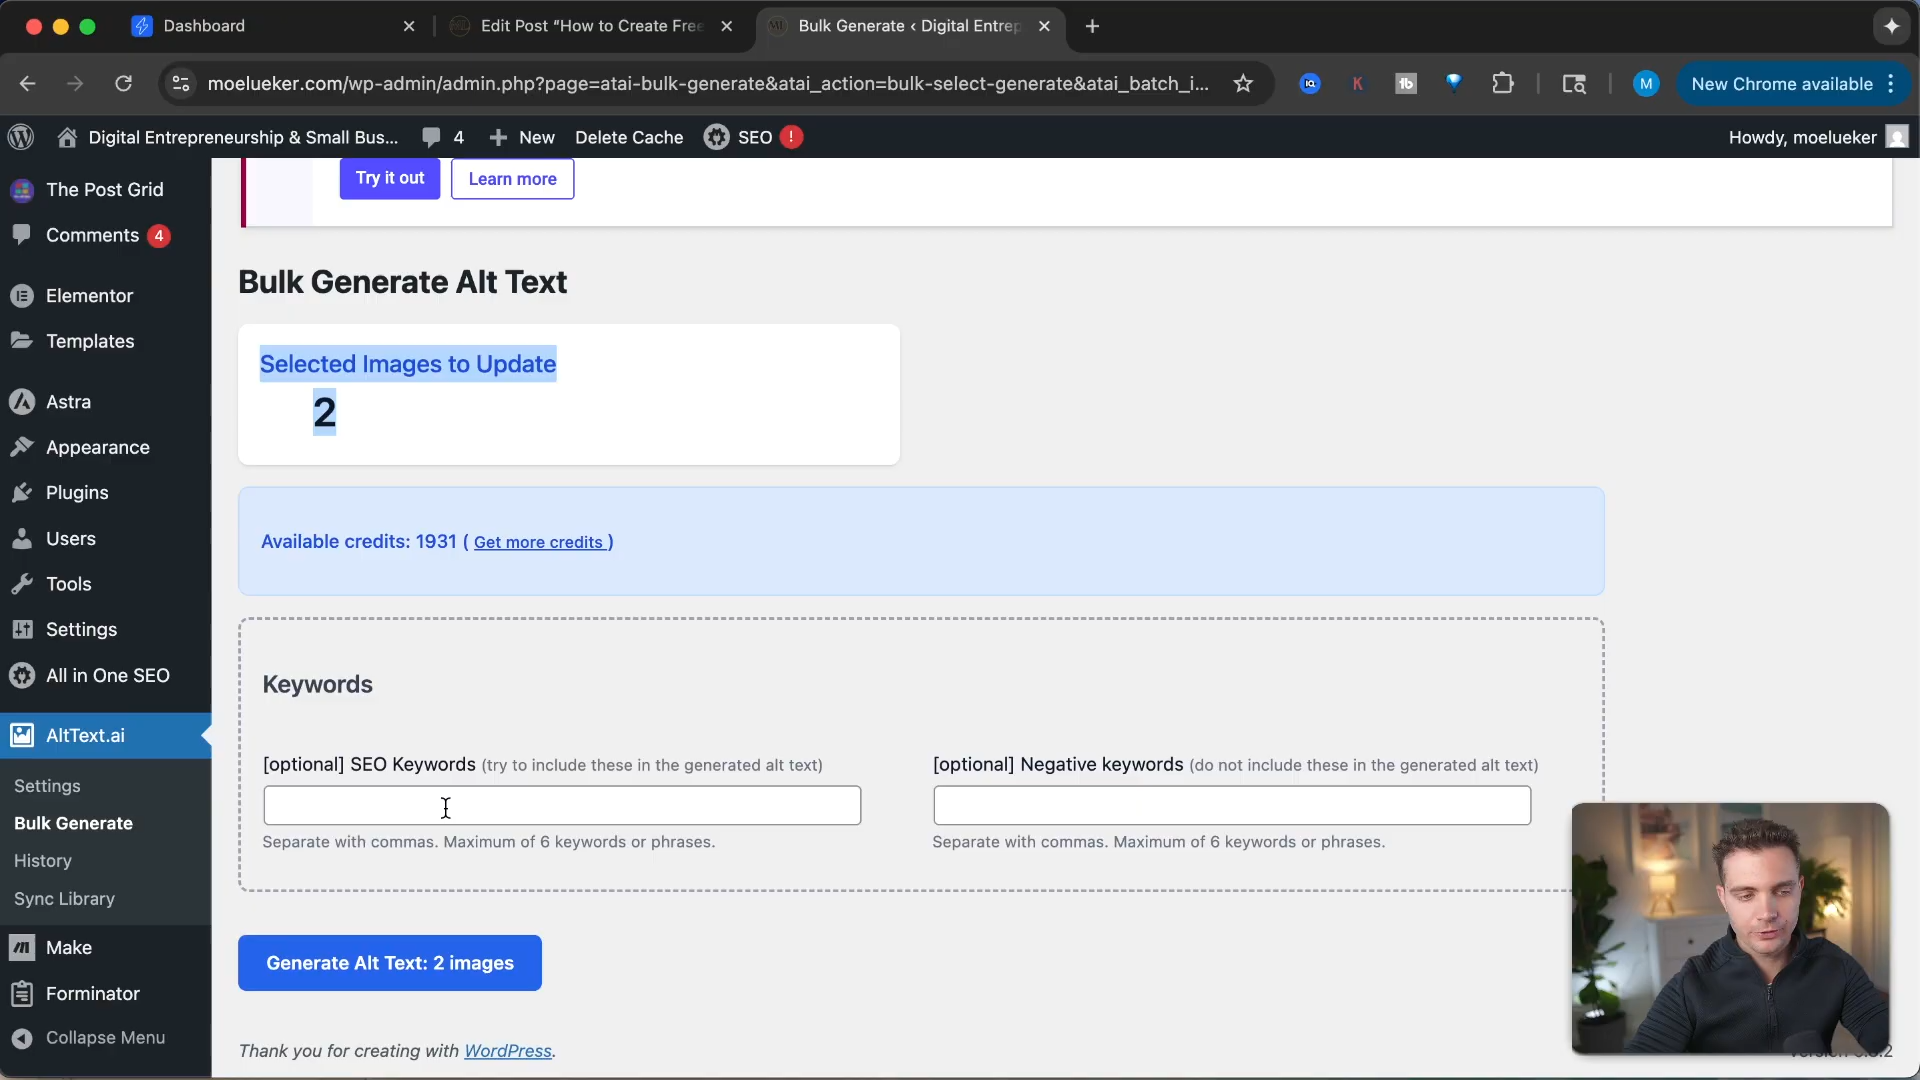 Dashboard
Edit Post “How to Create Free
Bulk Generate ‹ Digital Entrep
moelueker.com/wp-admin/admin.php?page=atai-bulk-generate&atai_action=bulk-select-generate&atai_batch_i...
IQ
K
tb
M
New Chrome available
Digital Entrepreneurship & Small Bus...
4
New
Delete Cache
SEO
!
Howdy, moelueker
The Post Grid
Comments 4
Elementor
Templates
Astra
Appearance
Plugins
Users
Tools
Settings
All in One SEO
AltText.ai
Settings
Bulk Generate
History
Sync Library
Make
Forminator
Collapse Menu
Try it out
Learn more
Bulk Generate Alt Text
Selected Images to Update
2
Available credits: 1931 ( Get more credits )
Keywords
[optional] SEO Keywords (try to include these in the generated alt text)
Separate with commas. Maximum of 6 keywords or phrases.
[optional] Negative keywords (do not include these in the generated alt text)
Separate with commas. Maximum of 6 keywords or phrases.
Generate Alt Text: 2 images
Thank you for creating with WordPress.